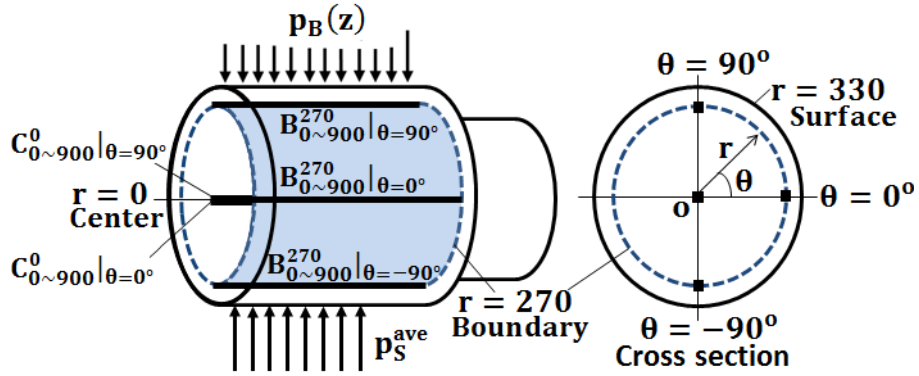 p_B(z)
B^{270}_{0~900}|_{θ=90°}
C^0_{0~900}|_{θ=90°}
B^{270}_{0~900}|_{θ=0°}
r = 0
Center
C^0_{0~900}|_{θ=0°}
B^{270}_{0~900}|_{θ=-90°}
p_S^{ave}
r = 270
Boundary
θ = 90°
r = 330
Surface
r
θ
o
θ = 0°
θ = −90°
Cross section